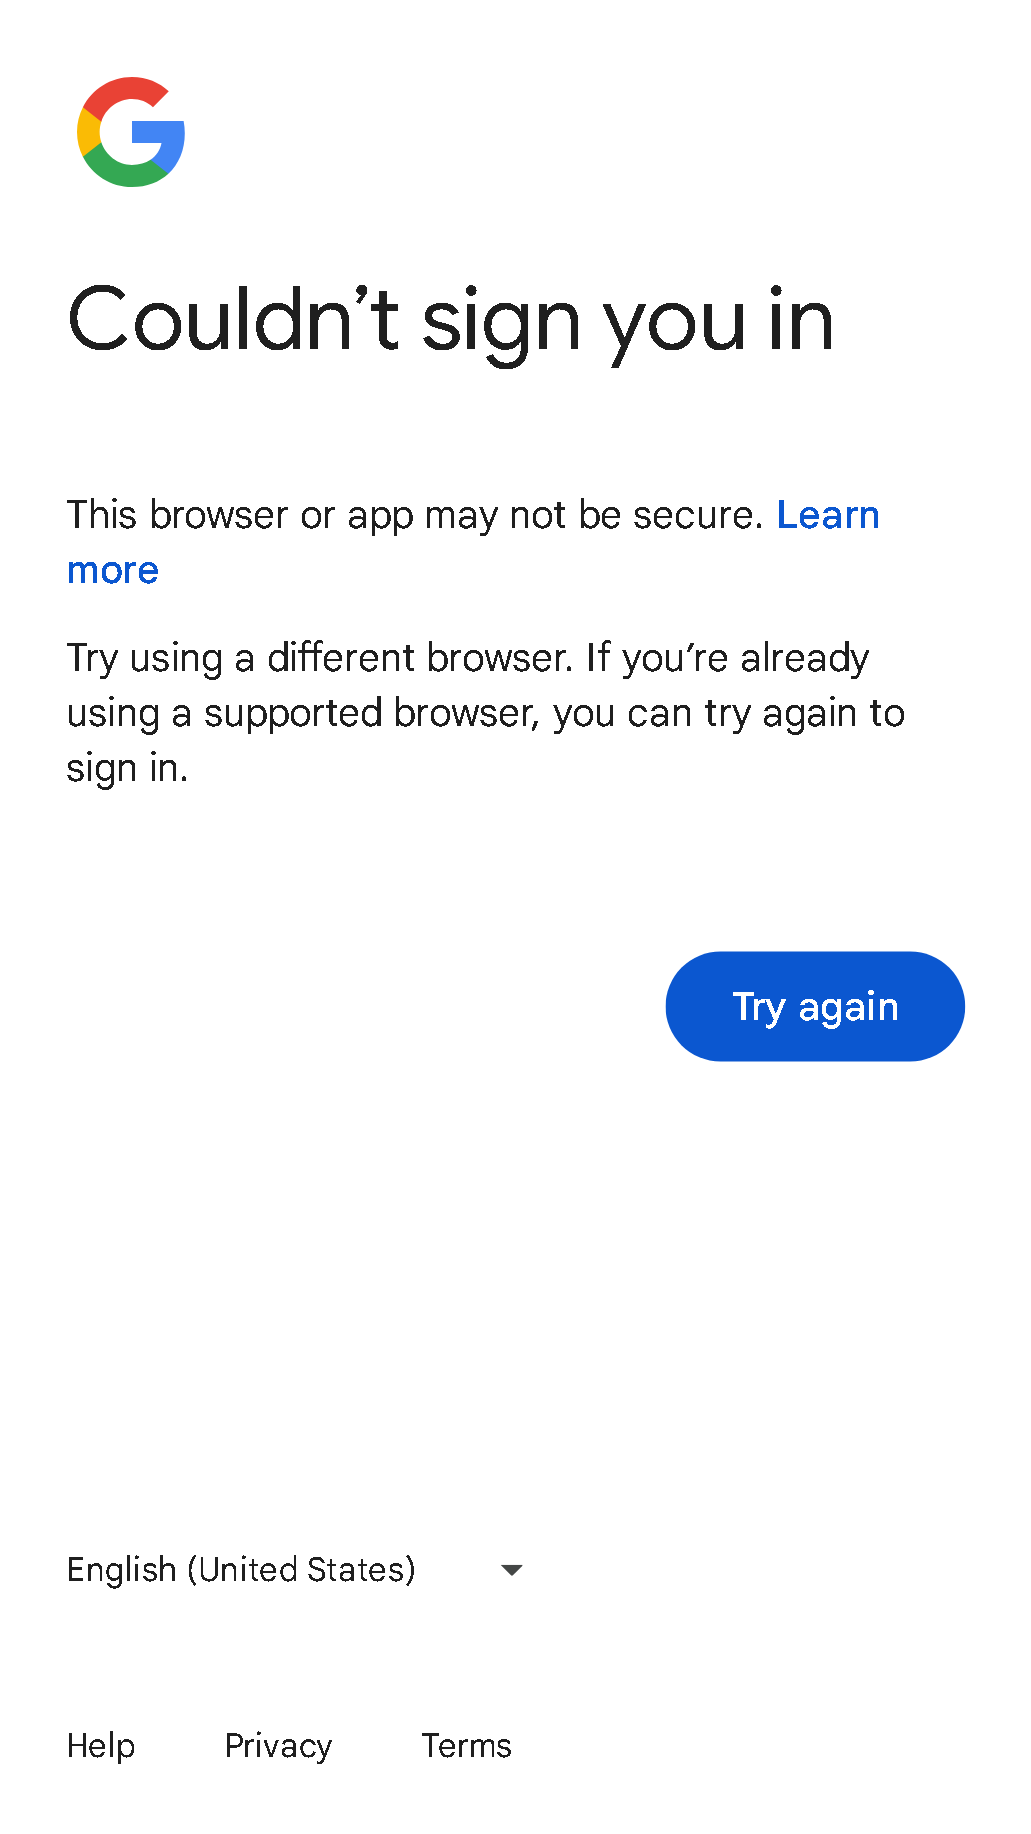 Couldn’t sign you in
This browser or app may not be secure. Learn
more
Try using a different browser. If you’re already
using a supported browser, you can try again to
sign in.
Try again
English (United States)
Help Privacy Terms